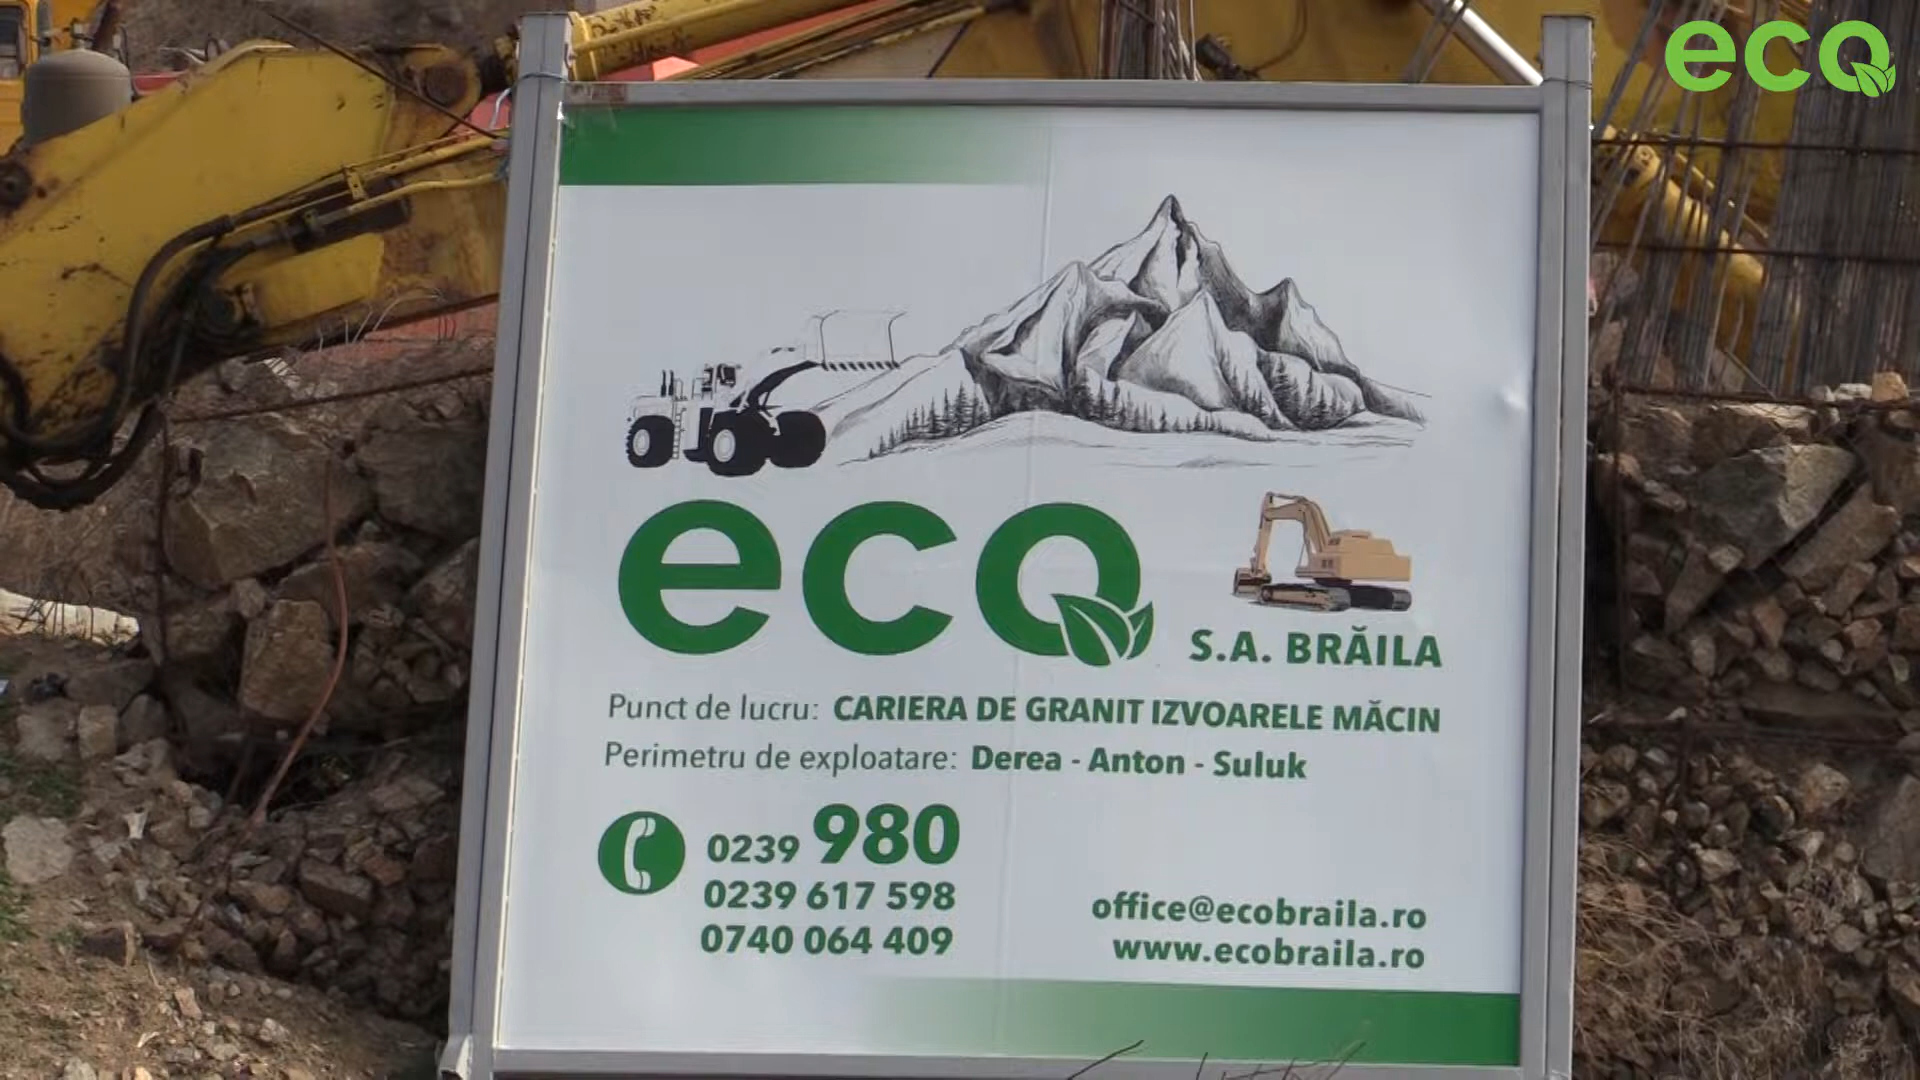 eco
eco
S.A. BRĂILA
Punct de lucru: CARIERA DE GRANIT IZVOARELE MĂCIN
Perimetru de exploatare: Derea - Anton - Suluk
0239 980
0239 617 598
0740 064 409
office@ecobraila.ro
www.ecobraila.ro